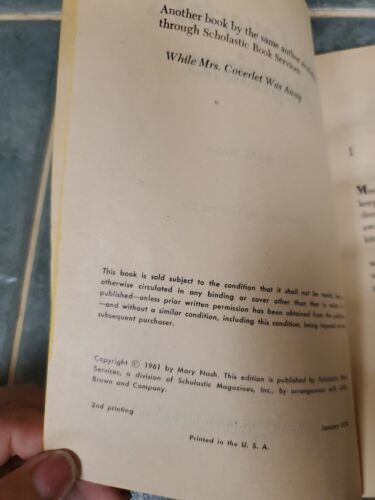 Another book by the same author
through Scholastic Book Services
While Mrs. Coverlet Was Away
This book is sold subject to the condition that it shall not be
otherwise circulated in any binding or cover other than that in which
published—unless prior written permission has been obtained from the
—and without a similar condition, including this condition, being imposed
subsequent purchaser.
Copyright © 1961 by Mary Nash. This edition is published by Scholastic Book
Services, a division of Scholastic Magazines, Inc., by arrangement with Little,
Brown and Company.
2nd printing
January
Printed in the U. S. A.
1